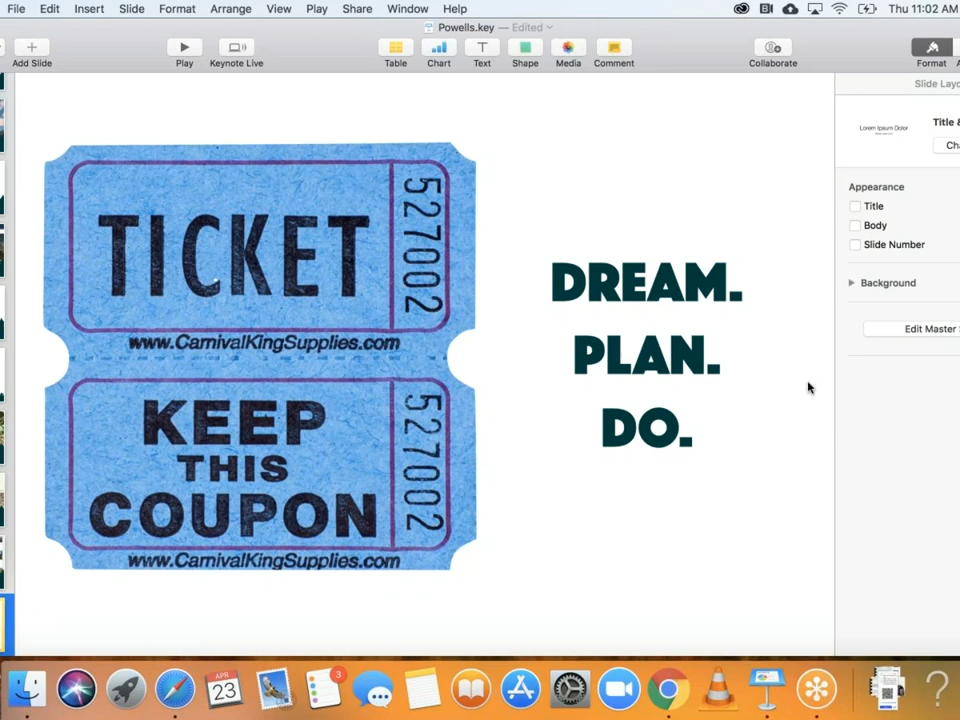 File Edit Insert Slide Format Arrange View Play Share Window Help Thu 11:02 AM
Powells.key — Edited
Add Slide Play Keynote Live Table Chart Text Shape Media Comment Collaborate Format
Slide Layo
Lorem Ipsum Dolor
Title &
Cha
Appearance
Title
Body
Slide Number
Background
Edit Master
TICKET
527002
www.CarnivalKingSupplies.com
KEEP
THIS
COUPON
527002
www.CarnivalKingSupplies.com
DREAM.
PLAN.
DO.
APR
23
3